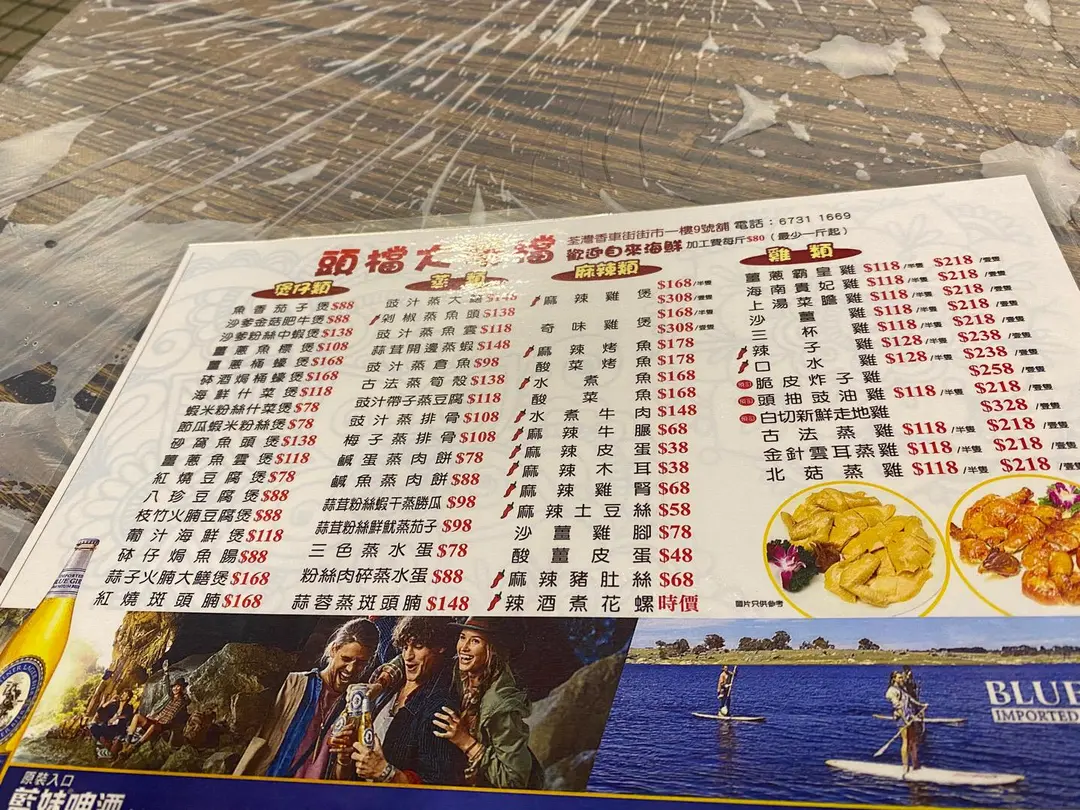 頭檔大
荃灣香車街街市一樓9號舖 電話：6731 1669
歡迎自來海鮮 加工費每斤$80（最少一斤起）
煲仔類
魚香茄子煲$88
沙爹金菇肥牛煲$88
沙爹粉絲中蝦煲$138
薑蔥魚標煲$108
薑蔥桶蠔煲$168
砵酒焗桶蠔煲$168
海鮮什菜煲$118
蝦米粉絲什菜煲$78
節瓜蝦米粉絲煲$78
砂窩魚頭煲$138
薑蔥魚雲煲$118
紅燒豆腐煲$78
八珍豆腐煲$88
枝竹火腩豆腐煲$88
葡汁海鮮煲$118
砵仔焗魚腸$88
蒜子火腩大鱔煲$168
紅燒斑頭腩$168
蒸類
豉汁蒸大鱔$148
剁椒蒸魚頭$138
豉汁蒸魚雲$118
蒜茸開邊蒸蝦$148
豉汁蒸倉魚$98
古法蒸筍殼$138
豉汁帶子蒸豆腐$118
豉汁蒸排骨$108
梅子蒸排骨$108
鹹蛋蒸肉餅$78
鹹魚蒸肉餅$88
蒜茸粉絲蝦干蒸勝瓜$98
蒜茸粉絲鮮魷蒸茄子$98
三色蒸水蛋$78
粉絲肉碎蒸水蛋$88
蒜蓉蒸斑頭腩$148
麻辣類
麻辣雞煲 $168/半隻 $308/壹隻
奇味雞煲 $168/半隻 $308/壹隻
麻辣烤魚$178
酸菜烤魚$178
水煮魚$168
酸菜魚$168
水煮牛肉$148
麻辣牛𦟌$68
麻辣皮蛋$38
麻辣木耳$38
麻辣雞腎$68
麻辣土豆絲$58
沙薑雞腳$78
酸薑皮蛋$48
麻辣豬肚絲$68
辣酒煮花螺 時價
雞類
薑蔥霸皇雞$118/半隻 $218/壹隻
海南貴妃雞$118/半隻 $218/壹隻
上湯菜膽雞$118/半隻 $218/壹隻
沙薑雞$118/半隻 $218/壹隻
三杯雞$118/半隻 $218/壹隻
辣子雞$128/半隻 $238/壹隻
口水雞$128/半隻 $238/壹隻
脆皮炸子雞 $258/壹隻
頭抽豉油雞$118/半隻 $218/壹隻
白切新鮮走地雞 $328/壹隻
古法蒸雞$118/半隻 $218/壹隻
金針雲耳蒸雞$118/半隻 $218/壹隻
北菇蒸雞$118/半隻 $218/壹隻
圖片只供參考
BLUE
IMPORTED
原裝入口
藍妹啤酒